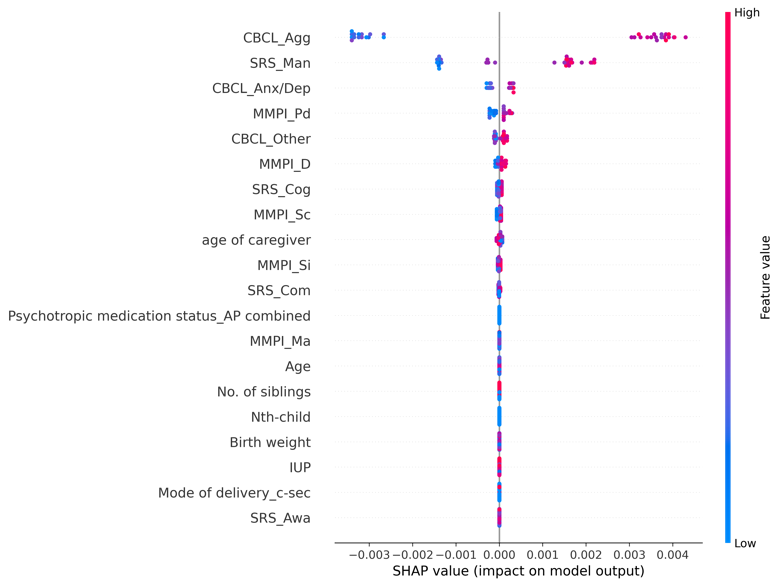 High
CBCL_Agg
SRS_Man
CBCL_Anx/Dep
MMPI_Pd
CBCL_Other
MMPI_D
SRS_Cog
MMPI_Sc
age of caregiver
MMPI_Si
SRS_Com
Psychotropic medication status_AP combined
MMPI_Ma
Age
No. of siblings
Nth-child
Birth weight
IUP
Mode of delivery_c-sec
SRS_Awa
Feature value
Low
−0.003 −0.002 −0.001 0.000 0.001 0.002 0.003 0.004
SHAP value (impact on model output)